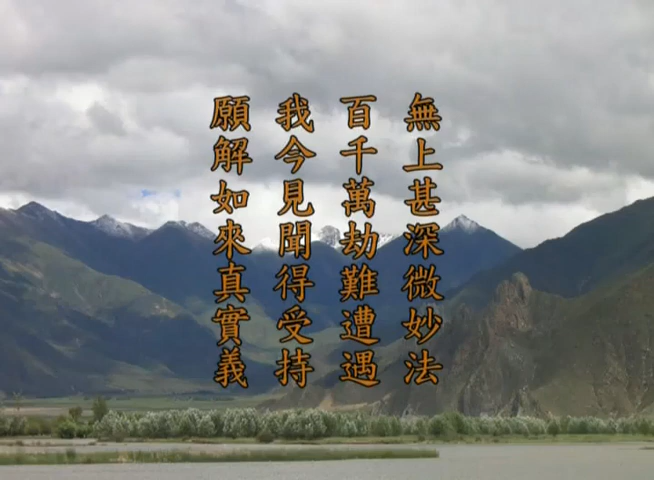 無上甚深微妙法
百千萬劫難遭遇
我今見聞得受持
願解如來真實義